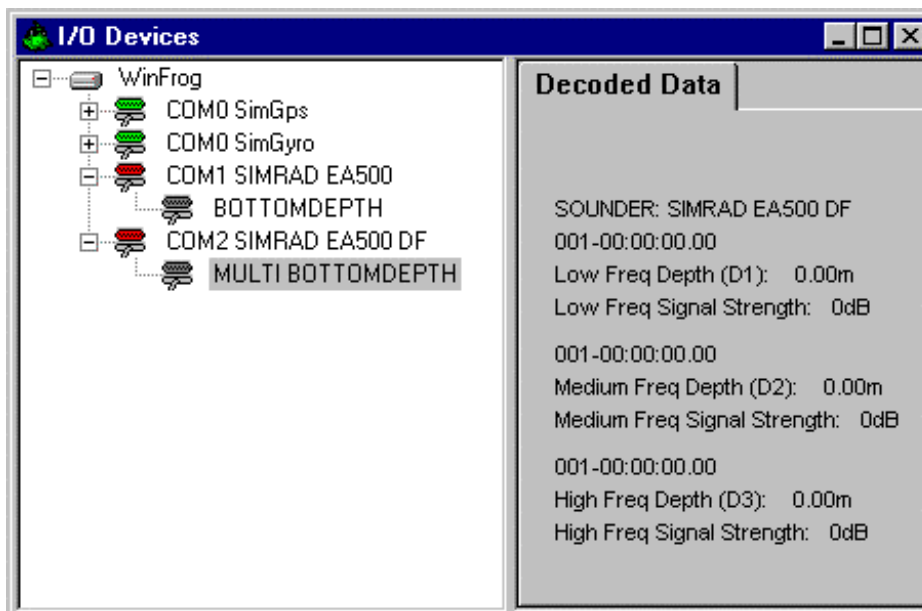 I/O Devices
WinFrog
COM0 SimGps
COM0 SimGyro
COM1 SIMRAD EA500
BOTTOMDEPTH
COM2 SIMRAD EA500 DF
MULTI BOTTOMDEPTH
Decoded Data
SOUNDER: SIMRAD EA500 DF
001-00:00:00.00
Low Freq Depth (D1): 0.00m
Low Freq Signal Strength: 0dB
001-00:00:00.00
Medium Freq Depth (D2): 0.00m
Medium Freq Signal Strength: 0dB
001-00:00:00.00
High Freq Depth (D3): 0.00m
High Freq Signal Strength: 0dB